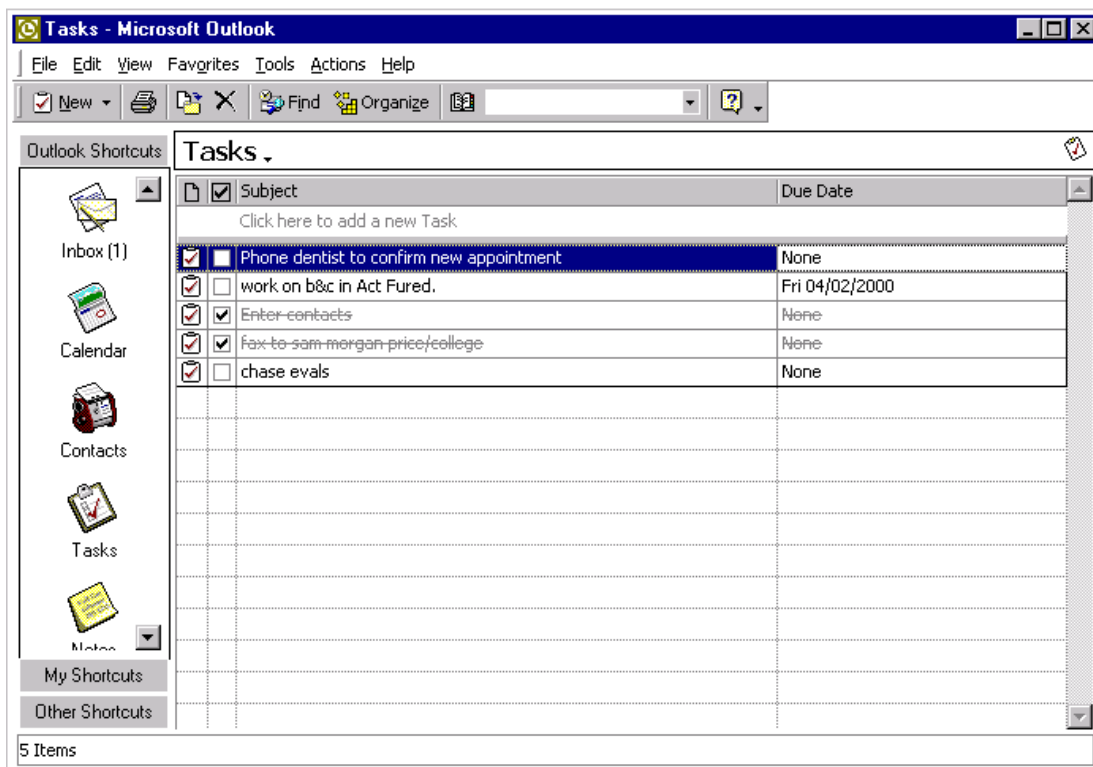 Tasks - Microsoft Outlook
File Edit View Favorites Tools Actions Help
New Find Organize
Outlook Shortcuts
Tasks
Subject Due Date
Click here to add a new Task
Inbox (1)
Phone dentist to confirm new appointment None
work on b&c in Act Fured. Fri 04/02/2000
Enter contacts None
Calendar
fax to sam morgan price/college None
chase evals None
Contacts
Tasks
Notes
My Shortcuts
Other Shortcuts
5 Items